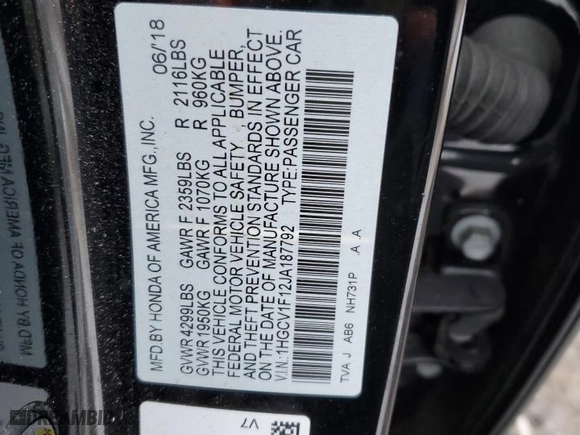 MFD BY HONDA OF AMERICA MFG., INC. 06/'18
GVWR 4299LBS GAWR F 2359LBS R 2116LBS
GVWR 1950KG GAWR F 1070KG R 960KG
THIS VEHICLE CONFORMS TO ALL APPLICABLE
FEDERAL MOTOR VEHICLE SAFETY , BUMPER,
AND THEFT PREVENTION STANDARDS IN EFFECT
ON THE DATE OF MANUFACTURE SHOWN ABOVE.
V.I.N.:1HGCV1F12JA187792 TYPE:PASSENGER CAR
TVA J AB6 NH731P A A
V7
DREAMBID